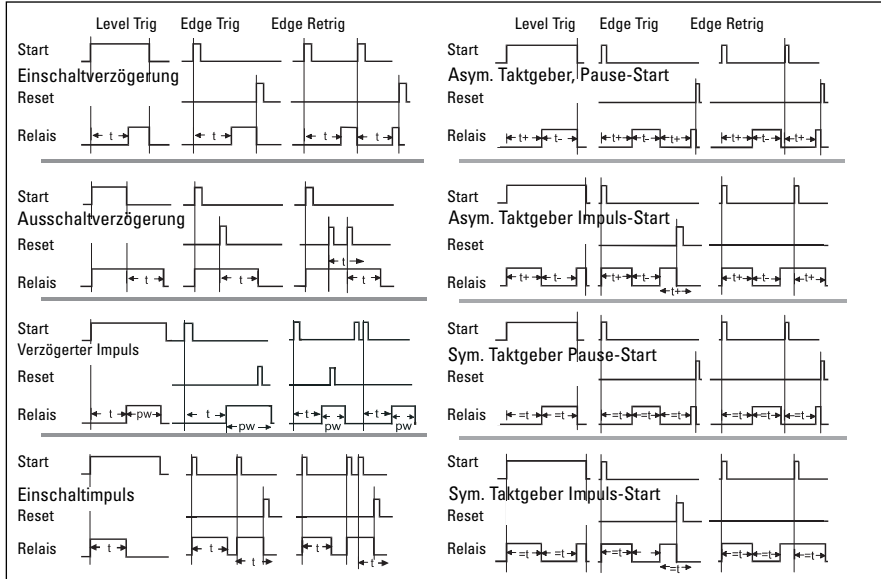 Level Trig Edge Trig Edge Retrig
Start
Einschaltverzögerung
Reset
Relais
t t t t
Start
Ausschaltverzögerung
Reset
t
Relais
t t t
Start
Verzögerter Impuls
Reset
Relais
t pw t pw t pw t pw
Start
Einschaltimpuls
Reset
Relais
t t t t t
Level Trig Edge Trig Edge Retrig
Start
Asym. Taktgeber, Pause-Start
Reset
Relais
t+ t- t+ t- t+ t+ t- t+
Start
Asym. Taktgeber Impuls-Start
Reset
Relais
t+ t- t+ t- t+ t+ t- t+
Start
Sym. Taktgeber Pause-Start
Reset
Relais
=t =t =t =t =t =t =t =t
Start
Sym. Taktgeber Impuls-Start
Reset
Relais
=t =t =t =t =t =t =t